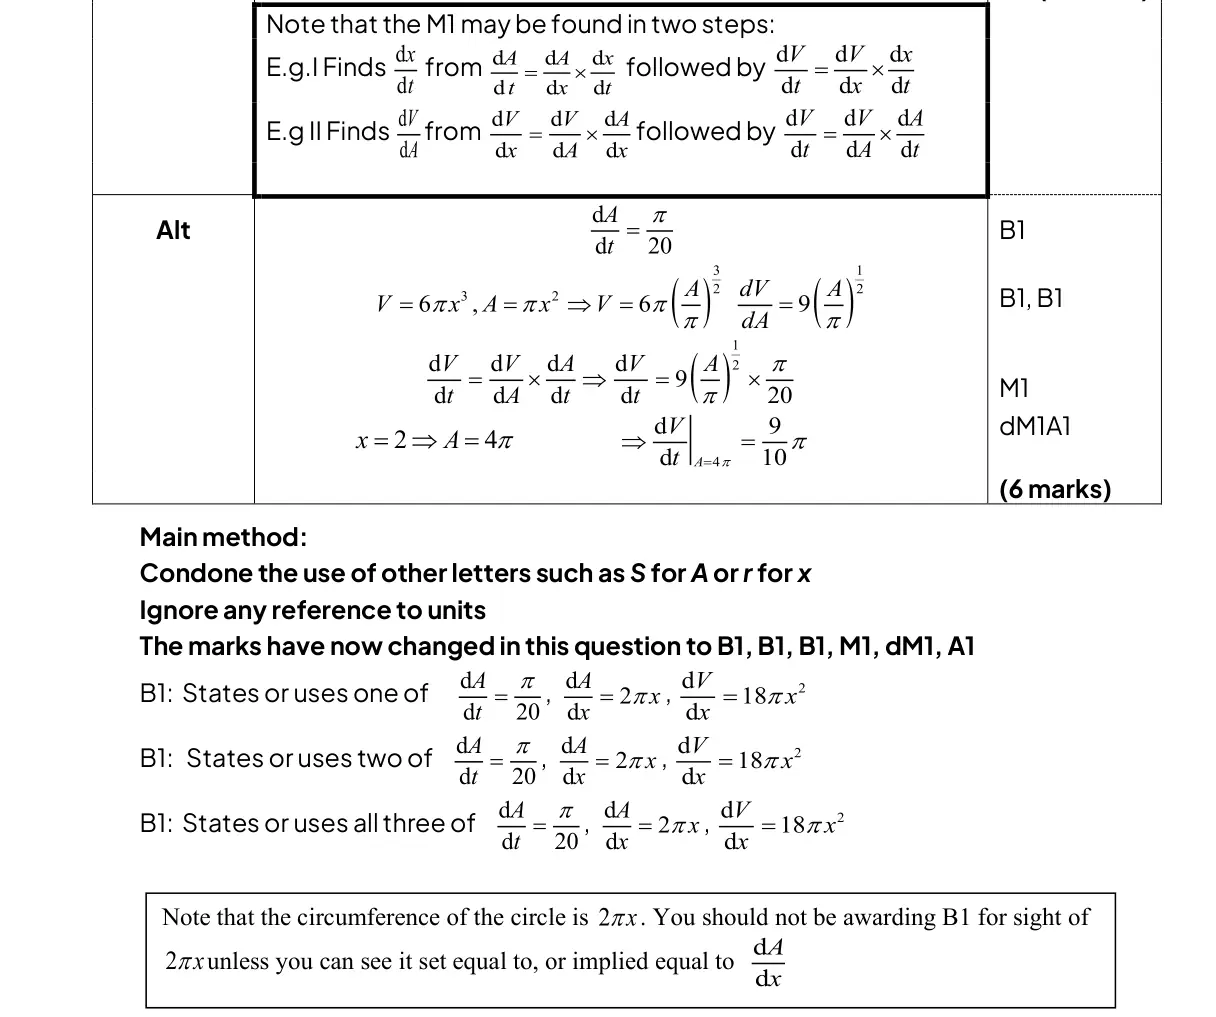 Note that the M1 may be found in two steps:
E.g.I Finds dx/dt from dA/dt = dA/dx × dx/dt followed by dV/dt = dV/dx × dx/dt
E.g II Finds dV/dA from dV/dx = dV/dA × dA/dx followed by dV/dt = dV/dA × dA/dt
Alt
dA/dt = π/20
B1
V = 6πx³, A = πx² ⇒ V = 6π(A/π)^(3/2) dV/dA = 9(A/π)^(1/2)
B1, B1
dV/dt = dV/dA × dA/dt ⇒ dV/dt = 9(A/π)^(1/2) × π/20
M1
x = 2 ⇒ A = 4π ⇒ dV/dt |A=4π = 9/10 π
dM1A1
(6 marks)
Main method:
Condone the use of other letters such as S for A or r for x
Ignore any reference to units
The marks have now changed in this question to B1, B1, B1, M1, dM1, A1
B1: States or uses one of dA/dt = π/20, dA/dx = 2πx, dV/dx = 18πx²
B1: States or uses two of dA/dt = π/20, dA/dx = 2πx, dV/dx = 18πx²
B1: States or uses all three of dA/dt = π/20, dA/dx = 2πx, dV/dx = 18πx²
Note that the circumference of the circle is 2πx. You should not be awarding B1 for sight of
2πx unless you can see it set equal to, or implied equal to dA/dx